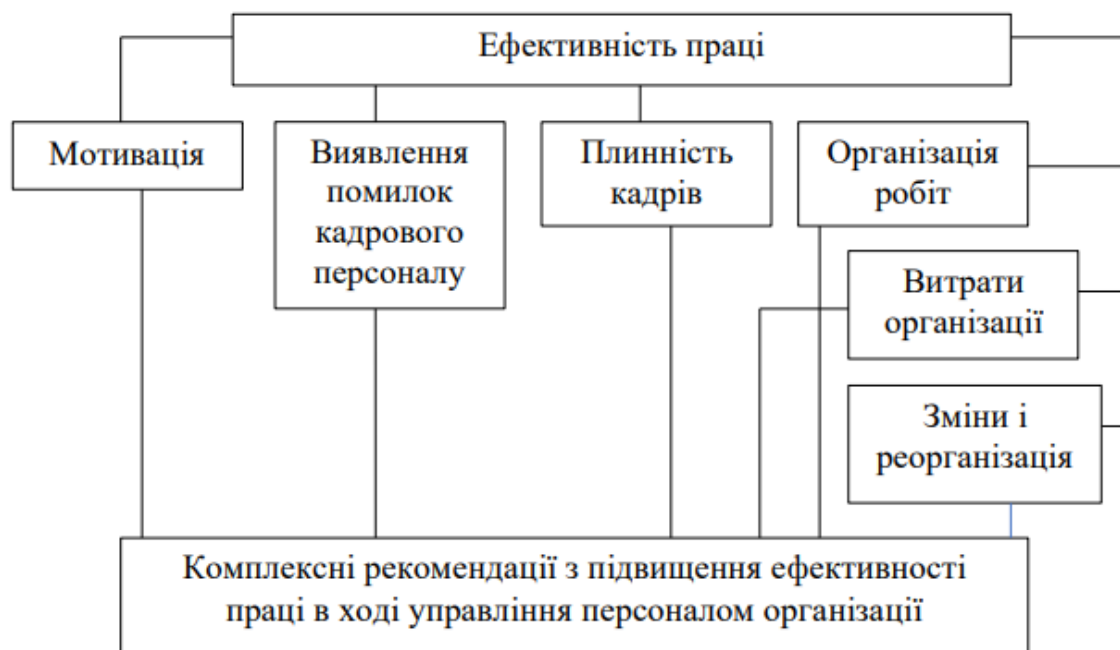 Ефективність праці
Мотивація
Виявлення
помилок
кадрового
персоналу
Плинність
кадрів
Організація
робіт
Витрати
організації
Зміни і
реорганізація
Комплексні рекомендації з підвищення ефективності
праці в ході управління персоналом організації